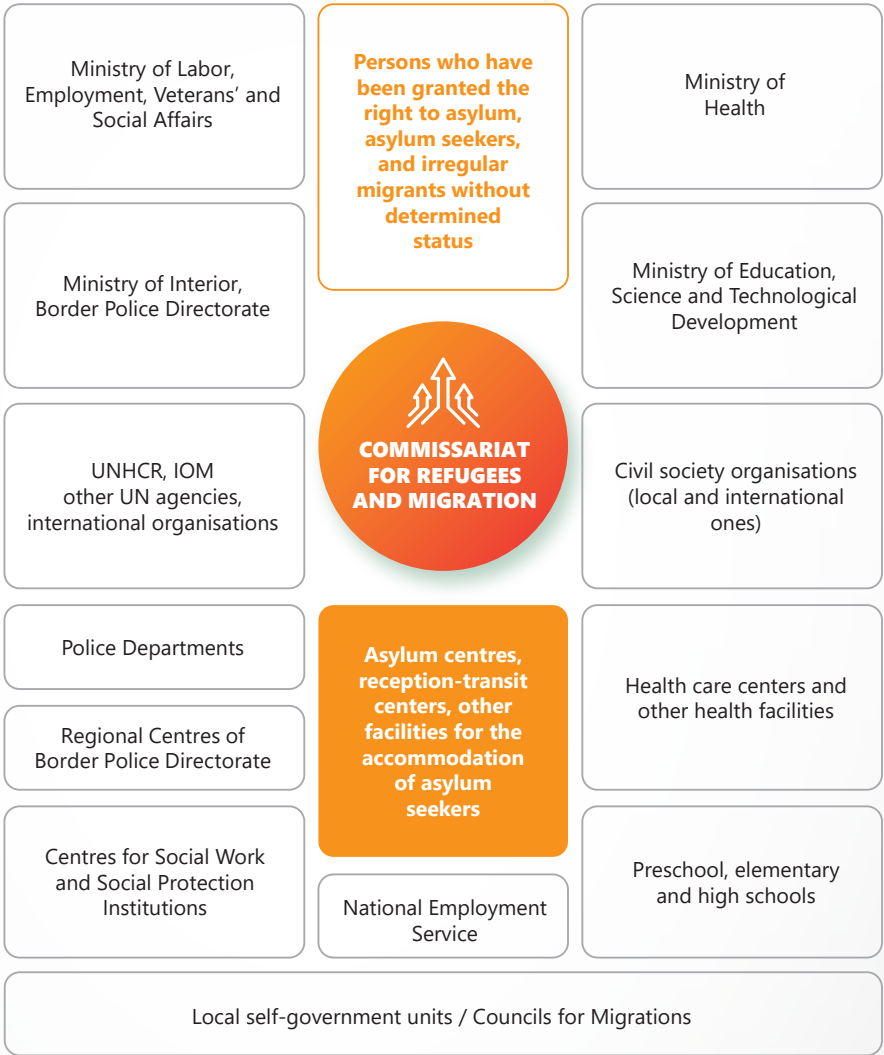 Ministry of Labor,
Employment, Veterans’ and
Social Affairs
Persons who have
been granted the
right to asylum,
asylum seekers,
and irregular
migrants without
determined
status
Ministry of
Health
Ministry of Interior,
Border Police Directorate
Ministry of Education,
Science and Technological
Development
COMMISSARIAT
FOR REFUGEES
AND MIGRATION
UNHCR, IOM
other UN agencies,
international organisations
Civil society organisations
(local and international
ones)
Police Departments
Regional Centres of
Border Police Directorate
Asylum centres,
reception-transit
centers, other
facilities for the
accommodation
of asylum
seekers
Health care centers and
other health facilities
Centres for Social Work
and Social Protection
Institutions
National Employment
Service
Preschool, elementary
and high schools
Local self-government units / Councils for Migrations